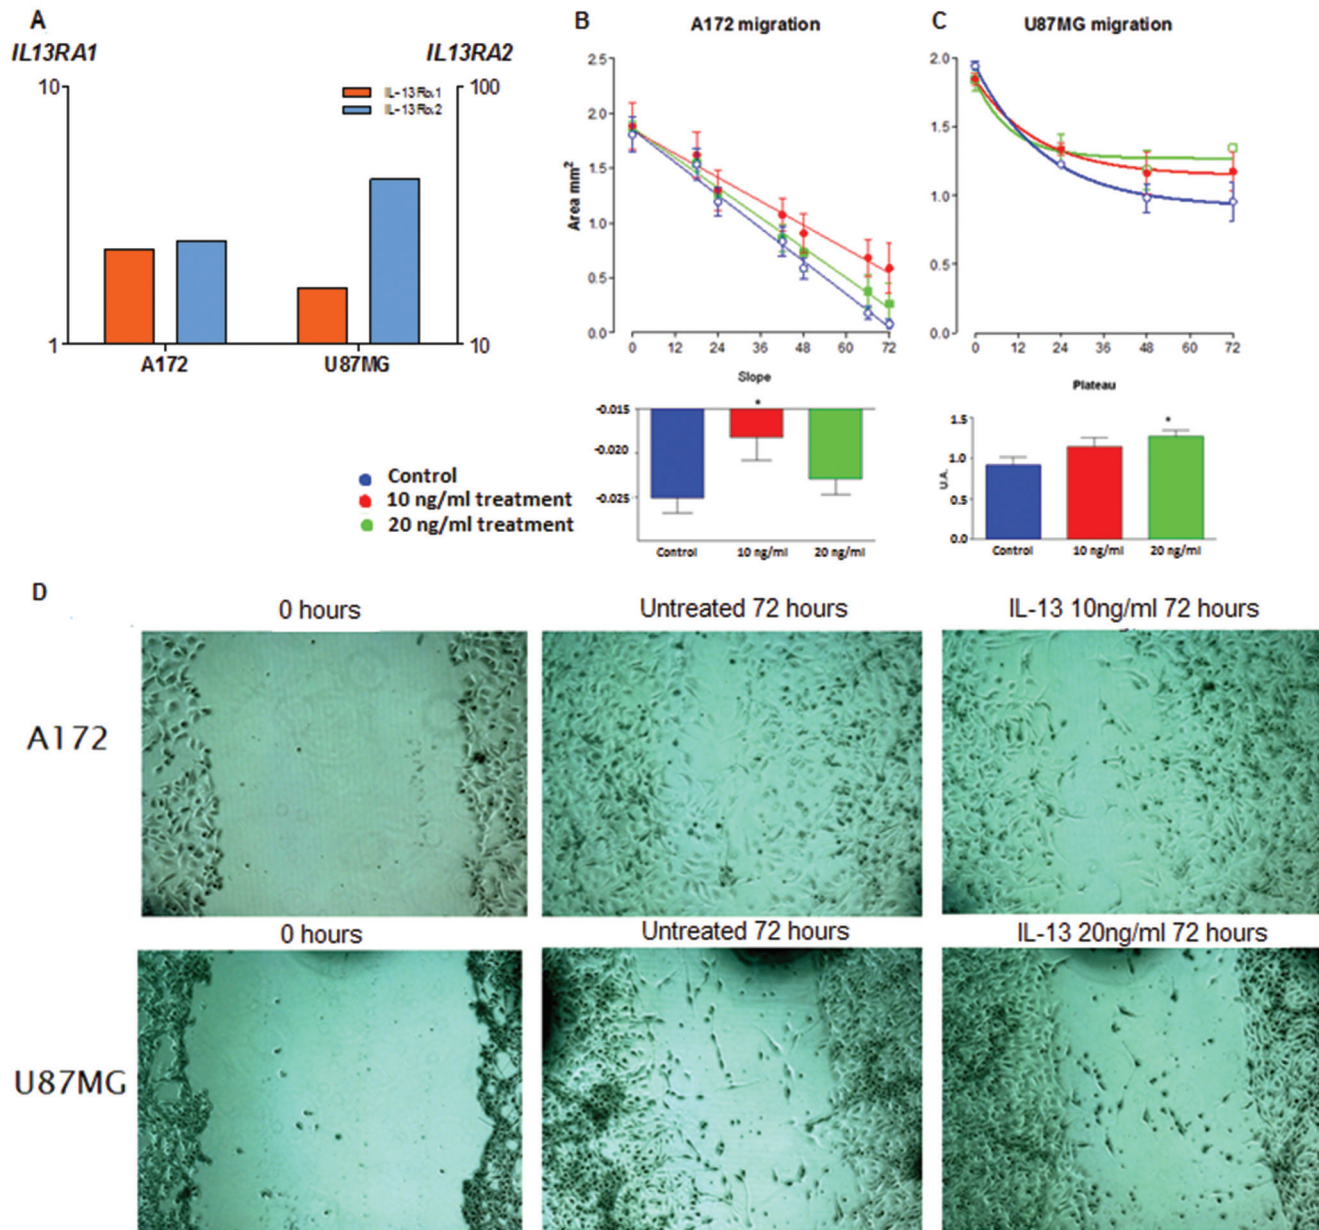 A
IL13RA1
IL13RA2
10
100
IL-13Rα1
IL-13Rα2
1
10
A172
U87MG
B
A172 migration
2.5
2.0
1.5
1.0
0.5
0.0
Area mm²
0 12 24 36 48 60 72
C
U87MG migration
2.0
1.5
1.0
0.5
0.0
0 12 24 36 48 60 72
Slope
-0.015
-0.020
-0.025
*
Control 10 ng/ml 20 ng/ml
Plateau
1.5
1.0
0.5
0.0
U.A.
*
Control 10 ng/ml 20 ng/ml
Control
10 ng/ml treatment
20 ng/ml treatment
D
0 hours
Untreated 72 hours
IL-13 10ng/ml 72 hours
A172
0 hours
Untreated 72 hours
IL-13 20ng/ml 72 hours
U87MG